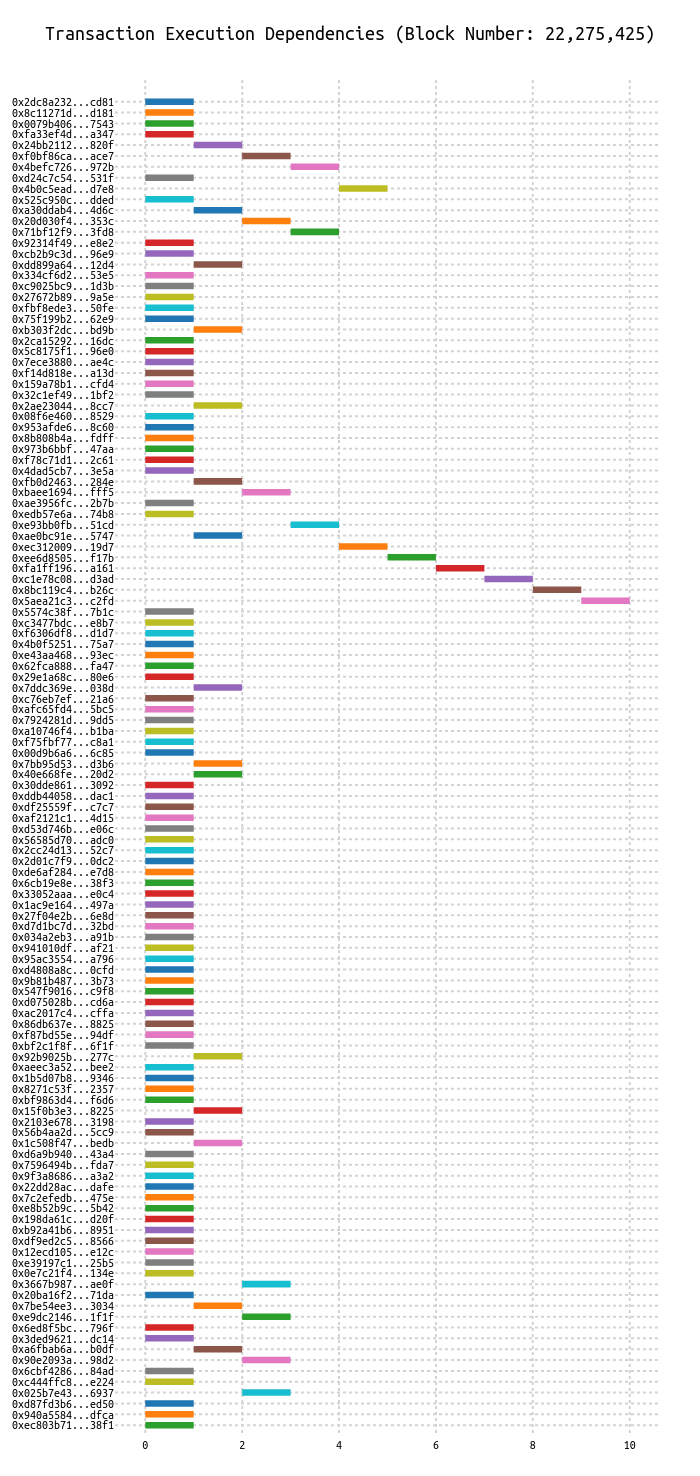 Transaction Execution Dependencies (Block Number: 22,275,425)
0x2dc8a232...cd81
0x8c11271d...d181
0x0079b406...7543
0xfa33ef4d...a347
0x24bb2112...820f
0xf0bf86ca...ace7
0x4befc726...972b
0xd24c7c54...531f
0x4b0c5ead...d7e8
0x525c950c...dded
0xa30ddab4...4d6c
0x20d030f4...353c
0x71bf12f9...3fd8
0x92314f49...e8e2
0xcb2b9c3d...96e9
0xdd899a64...12d4
0x334cf6d2...53e5
0xc9025bc9...1d3b
0x27672b89...9a5e
0xfbf8ede3...50fe
0x75f199b2...62e9
0xb303f2dc...bd9b
0x2ca15292...16dc
0x5c8175f1...96e0
0x7ece3880...ae4c
0xf14d818e...a13d
0x159a78b1...cfd4
0x32c1ef49...1bf2
0x2ae23044...8cc7
0x08f6e460...8529
0x953afde6...8c60
0x8b808b4a...fdff
0x973b6bbf...47aa
0xf78c71d1...2c61
0x4dad5cb7...3e5a
0xfb0d2463...284e
0xbaee1694...fff5
0xae3956fc...2b7b
0xedb57e6a...74b8
0xe93bb0fb...51cd
0xae0bc91e...5747
0xec312009...19d7
0xee6d8505...f17b
0xfa1ff196...a161
0xc1e78c08...d3ad
0x8bc119c4...b26c
0x5aea21c3...c2fd
0x5574c38f...7b1c
0xc3477bdc...e8b7
0xf6306df8...d1d7
0x4b0f5251...75a7
0xe43aa468...93ec
0x62fca888...fa47
0x29e1a68c...80e6
0x7ddc369e...038d
0xc76eb7ef...21a6
0xafc65fd4...5bc5
0x7924281d...9dd5
0xa10746f4...b1ba
0xf75fbf77...c8a1
0x00d9b6a6...6c85
0x7bb95d53...d3b6
0x40e668fe...20d2
0x30dde861...3092
0xddb44058...dac1
0xdf25559f...c7c7
0xaf2121c1...4d15
0xd53d746b...e06c
0x56585d70...adc0
0x2cc24d13...52c7
0x2d01c7f9...0dc2
0xde6af284...e7d8
0x6cb19e8e...38f3
0x33052aaa...e0c4
0x1ac9e164...497a
0x27f04e2b...6e8d
0xd7d1bc7d...32bd
0x034a2eb3...a91b
0x941010df...af21
0x95ac3554...a796
0xd4808a8c...0cfd
0x9b81b487...3b73
0x547f9016...c9f8
0xd075028b...cd6a
0xac2017c4...cffa
0x86db637e...8825
0xf87bd55e...94df
0xbf2c1f8f...6f1f
0x92b9025b...277c
0xaeec3a52...bee2
0x1b5d07b8...9346
0x8271c53f...2357
0xbf9863d4...f6d6
0x15f0b3e3...8225
0x2103e678...3198
0x56b4aa2d...5cc9
0x1c508f47...bedb
0xd6a9b940...43a4
0x7596494b...fda7
0x9f3a8686...a3a2
0x22dd28ac...dafe
0x7c2efedb...475e
0xe8b52b9c...5b42
0x198da61c...d20f
0xb92a41b6...8951
0xdf9ed2c5...8566
0x12ecd105...e12c
0xe39197c1...25b5
0x0e7c21f4...134e
0x3667b987...ae0f
0x20ba16f2...71da
0x7be54ee3...3034
0xe9dc2146...1f1f
0x6ed8f5bc...796f
0x3ded9621...dc14
0xa6fbab6a...b0df
0x90e2093a...98d2
0x6cbf4286...84ad
0xc444ffc8...e224
0x025b7e43...6937
0xd87fd3b6...ed50
0x940a5584...dfca
0xec803b71...38f1
0 2 4 6 8 10